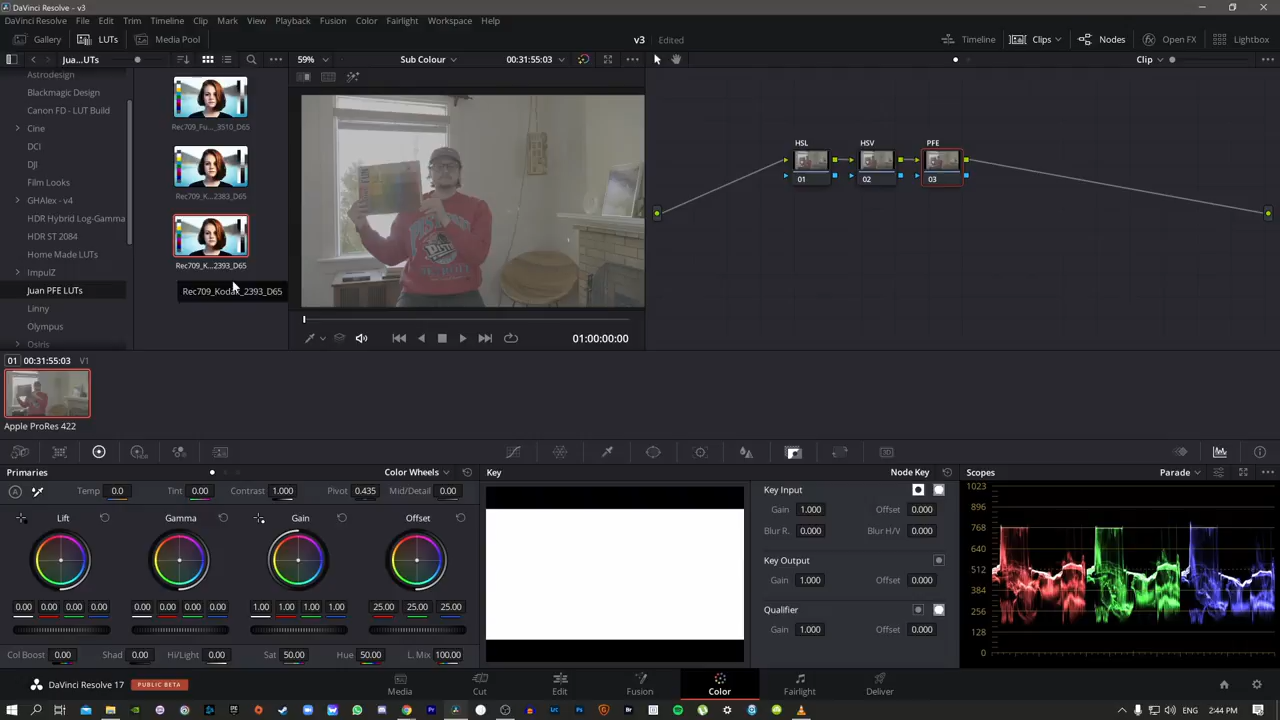 DaVinci Resolve - v3
DaVinci Resolve File Edit Trim Timeline Clip Mark View Playback Fusion Color Fairlight Workspace Help
Gallery LUTs Media Pool v3 Edited Timeline Clips Nodes Open FX Lightbox
Jua...UTs 59% Sub Colour 00:31:55:03 Clip
Astrodesign
Blackmagic Design
Canon FD - LUT Build
Cine
DCI
DJI
Film Looks
GHAlex - v4
HDR Hybrid Log-Gamma
HDR ST 2084
Home Made LUTs
ImpulZ
Juan PFE LUTs
Linny
Olympus
Osiris
Rec709_Fu..._3510_D65
Rec709_K...2383_D65
Rec709_K...2393_D65
Rec709_Kodak_2393_D65
HSL HSV PFE
01 02 03
01:00:00:00
01 00:31:55:03 V1
Apple ProRes 422
Primaries Color Wheels Key Node Key Scopes Parade
Temp 0.0 Tint 0.00 Contrast 1.000 Pivot 0.435 Mid/Detail 0.00
Lift Gamma Gain Offset
0.00 0.00 0.00 0.00 0.00 0.00 0.00 0.00 1.00 1.00 1.00 1.00 25.00 25.00 25.00
Col Boost 0.00 Shad 0.00 Hi/Light 0.00 Sat 50.00 Hue 50.00 L. Mix 100.00
Key Input
Gain 1.000 Offset 0.000
Blur R. 0.000 Blur H/V 0.000
Key Output
Gain 1.000 Offset 0.000
Qualifier
Gain 1.000 Offset 0.000
1023
896
768
640
512
384
256
128
0
DaVinci Resolve 17 PUBLIC BETA Media Cut Edit Fusion Color Fairlight Deliver
2:44 PM